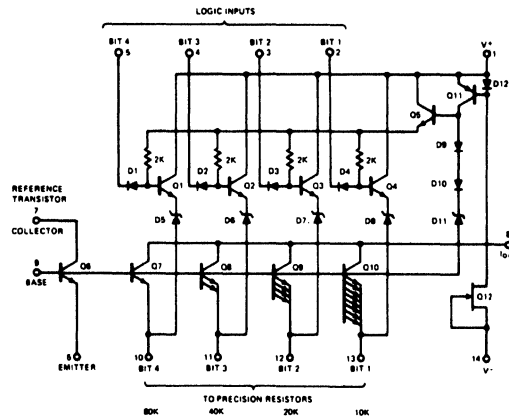 LOGIC INPUTS
BIT 4 BIT 3 BIT 2 BIT 1 V+
5 4 3 2 1
D12
Q11
Q5
2K 2K 2K 2K
D9
D1 D2 D3 D4
Q1 Q2 Q3 Q4
D10
REFERENCE
TRANSISTOR
7
COLLECTOR
D5 D6 D7 D8 D11
8
9
BASE
Q6 Q7 Q8 Q9 Q10
Q12
6 10 11 12 13 14
EMITTER BIT 4 BIT 3 BIT 2 BIT 1 V-
TO PRECISION RESISTORS
80K 40K 20K 10K